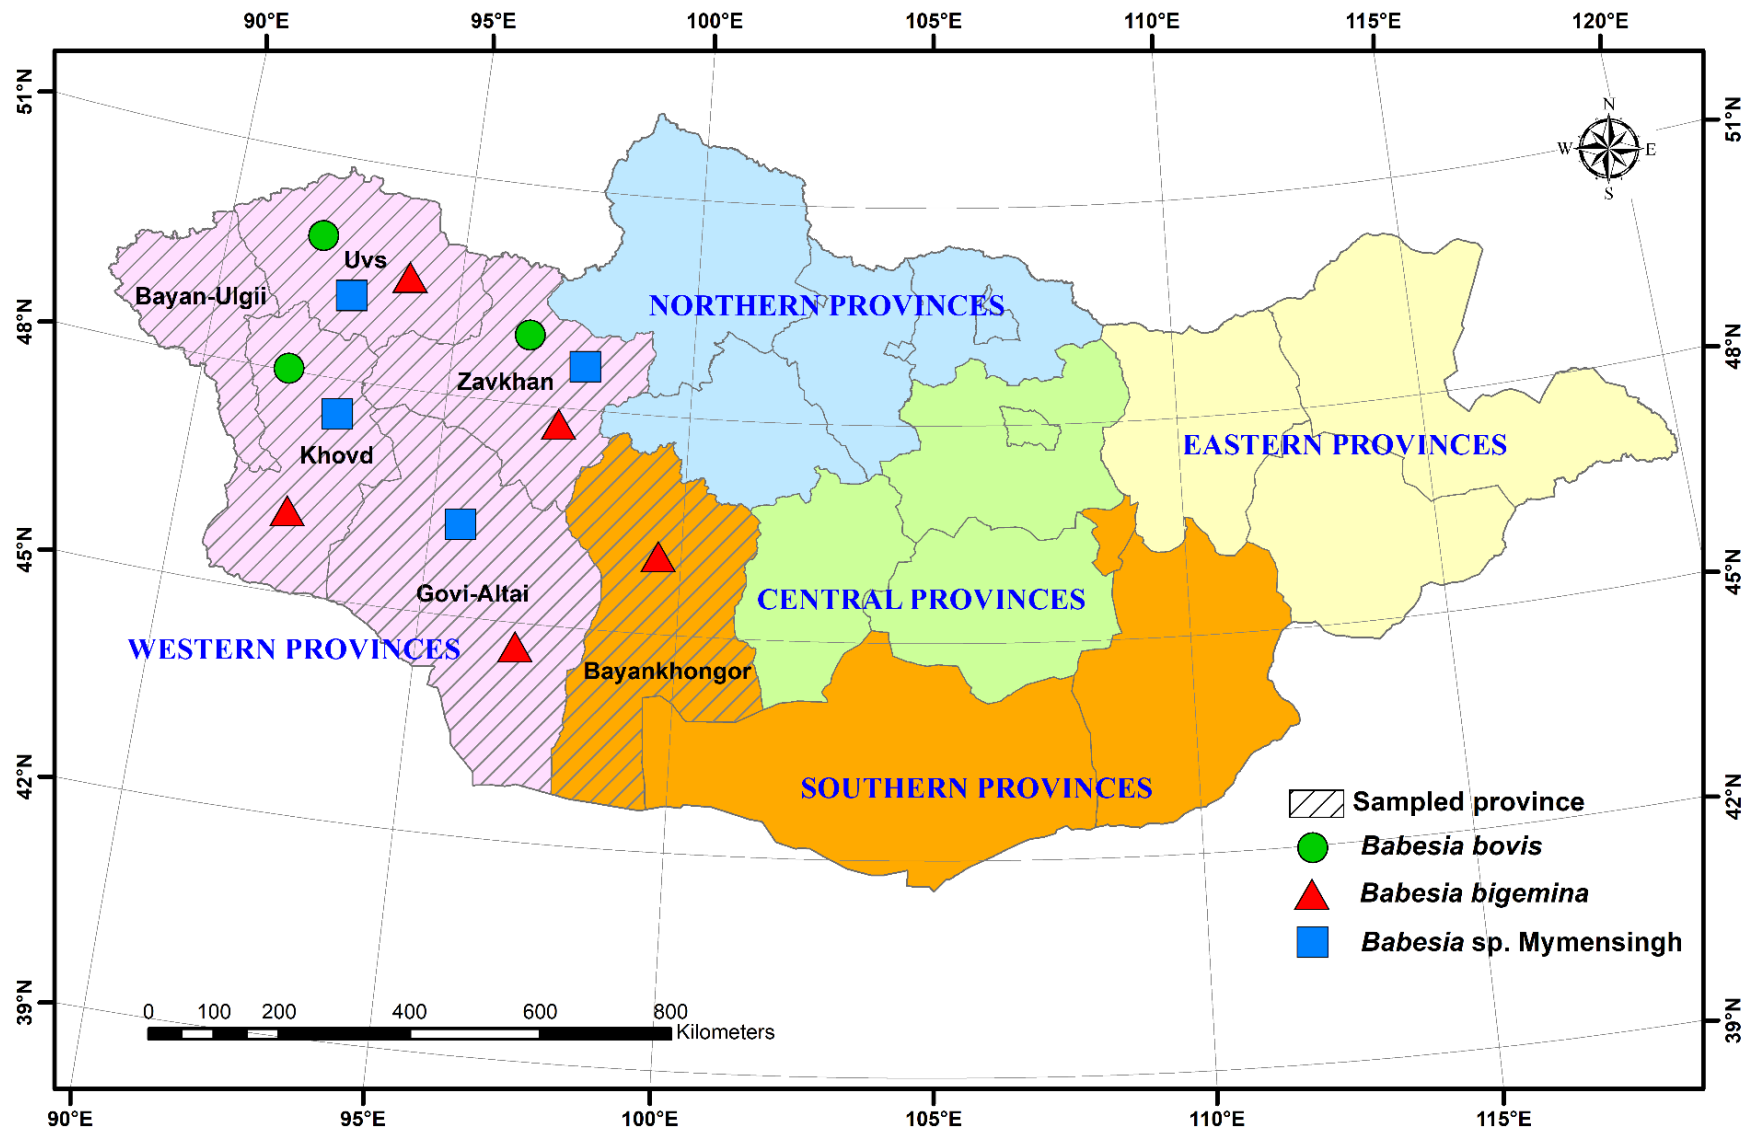 90°E 95°E 100°E 105°E 110°E 115°E 120°E
51°N
51°N
N
W E
S
Uvs
Bayan-Ulgii
NORTHERN PROVINCES
48°N
48°N
Zavkhan
EASTERN PROVINCES
Khovd
45°N
45°N
Govi-Altai
CENTRAL PROVINCES
WESTERN PROVINCES
Bayankhongor
42°N
42°N
SOUTHERN PROVINCES
Sampled province
Babesia bovis
Babesia bigemina
Babesia sp. Mymensingh
39°N
39°N
0 100 200 400 600 800
Kilometers
90°E 95°E 100°E 105°E 110°E 115°E